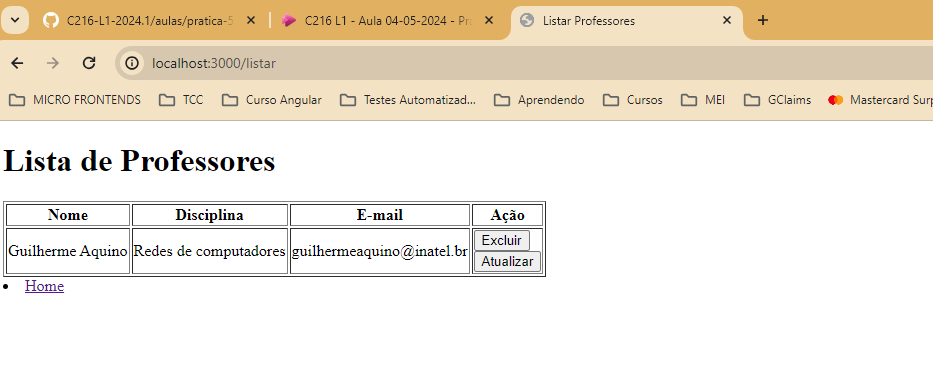 C216-L1-2024.1/aulas/pratica-5
C216 L1 - Aula 04-05-2024 - Pra
Listar Professores
localhost:3000/listar
MICRO FRONTENDS TCC Curso Angular Testes Automatizad... Aprendendo Cursos MEI GClaims Mastercard Surp
Lista de Professores
Nome Disciplina E-mail Ação
Guilherme Aquino Redes de computadores guilhermeaquino@inatel.br Excluir
Atualizar
Home